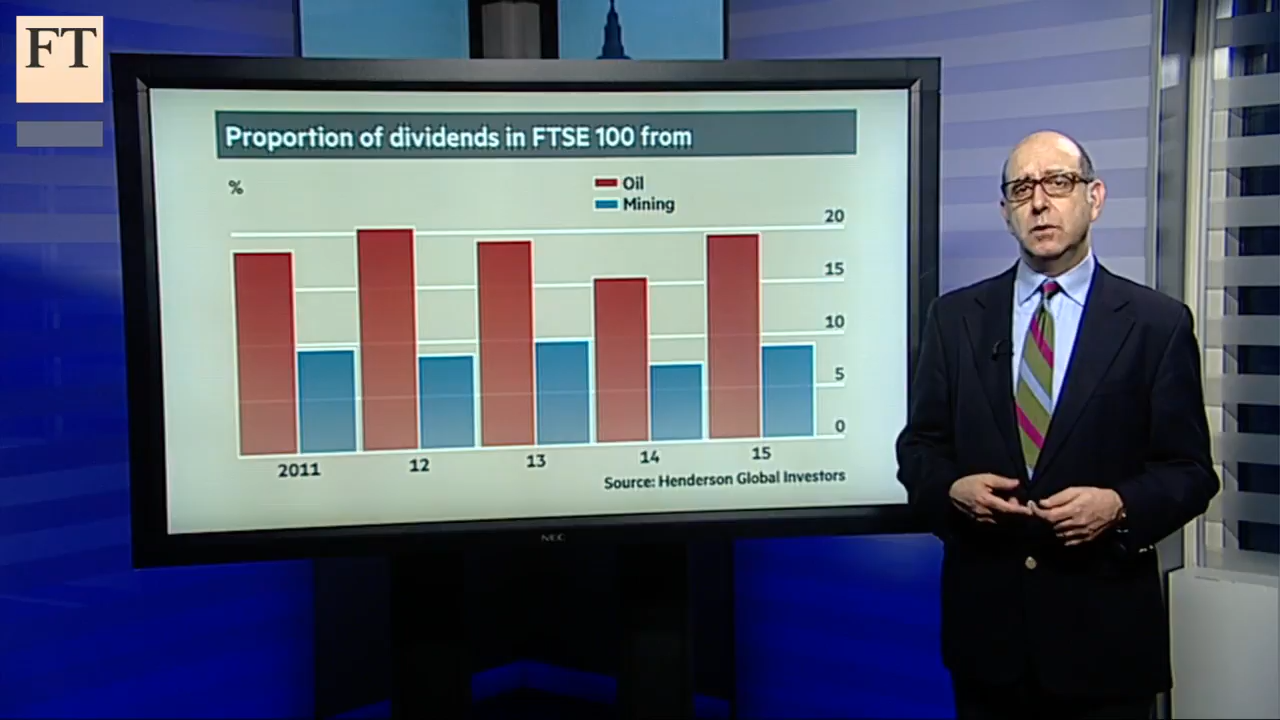 FT
Proportion of dividends in FTSE 100 from
%
Oil
Mining
20
15
10
5
0
2011 12 13 14 15
Source: Henderson Global Investors
NEC